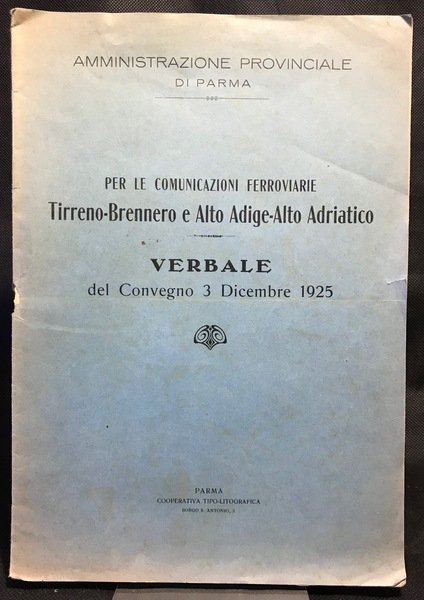 AMMINISTRAZIONE PROVINCIALE
DI PARMA
PER LE COMUNICAZIONI FERROVIARIE
Tirreno-Brennero e Alto Adige-Alto Adriatico
VERBALE
del Convegno 3 Dicembre 1925
PARMA
COOPERATIVA TIPO-LITOGRAFICA
BORGO S. ANTONIO, 3